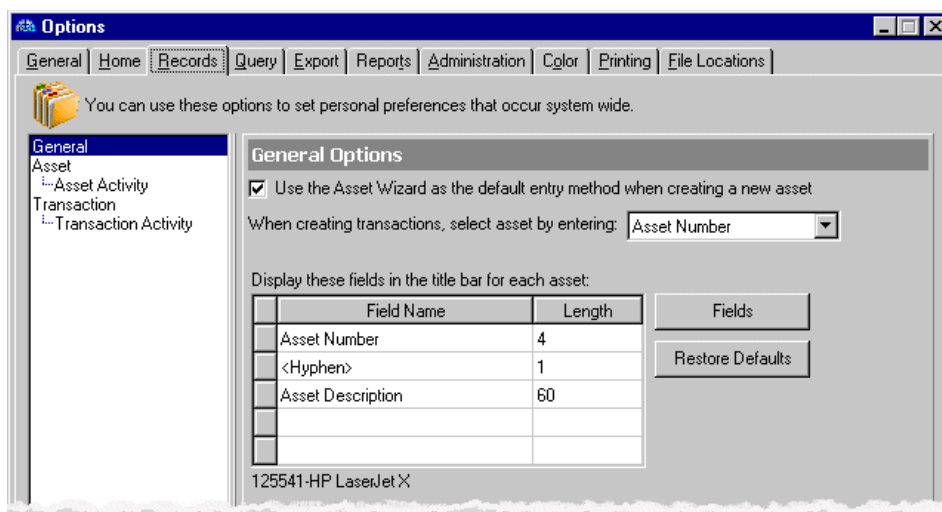 Options
General Home Records Query Export Reports Administration Color Printing File Locations
You can use these options to set personal preferences that occur system wide.
General
Asset
Asset Activity
Transaction
Transaction Activity
General Options
Use the Asset Wizard as the default entry method when creating a new asset
When creating transactions, select asset by entering: Asset Number
Display these fields in the title bar for each asset:
Field Name Length
Asset Number 4
<Hyphen> 1
Asset Description 60
Fields
Restore Defaults
125541-HP LaserJet X